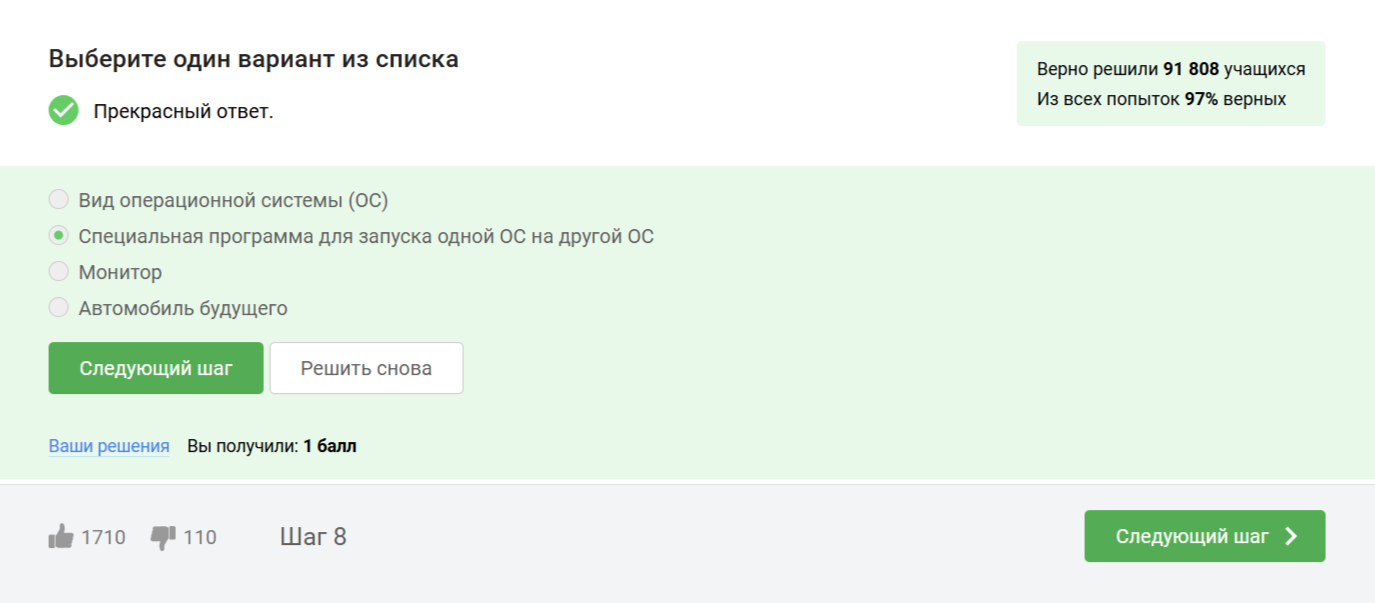 Выберите один вариант из списка
Прекрасный ответ.
Верно решили 91 808 учащихся
Из всех попыток 97% верных
Вид операционной системы (ОС)
Специальная программа для запуска одной ОС на другой ОС
Монитор
Автомобиль будущего
Следующий шаг
Решить снова
Ваши решения Вы получили: 1 балл
1710 110 Шаг 8
Следующий шаг